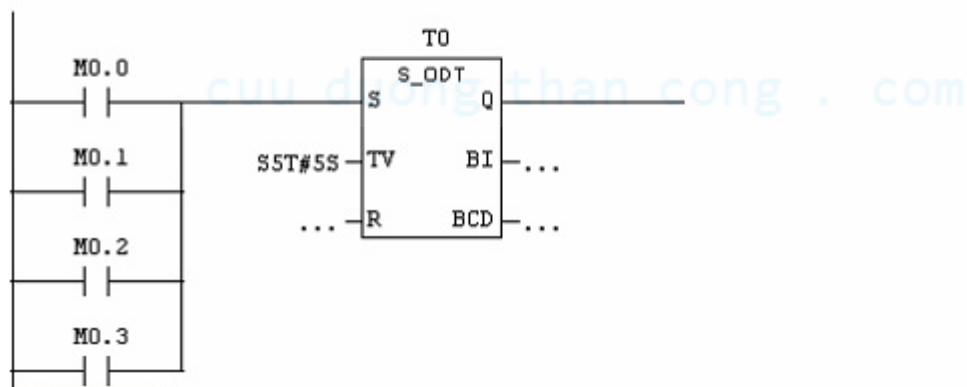 T0
M0.0
S_ODT
cuu duong than cong . com
S
Q
M0.1
S5T#5S
TV
BI
...
M0.2
...
R
BCD
...
M0.3